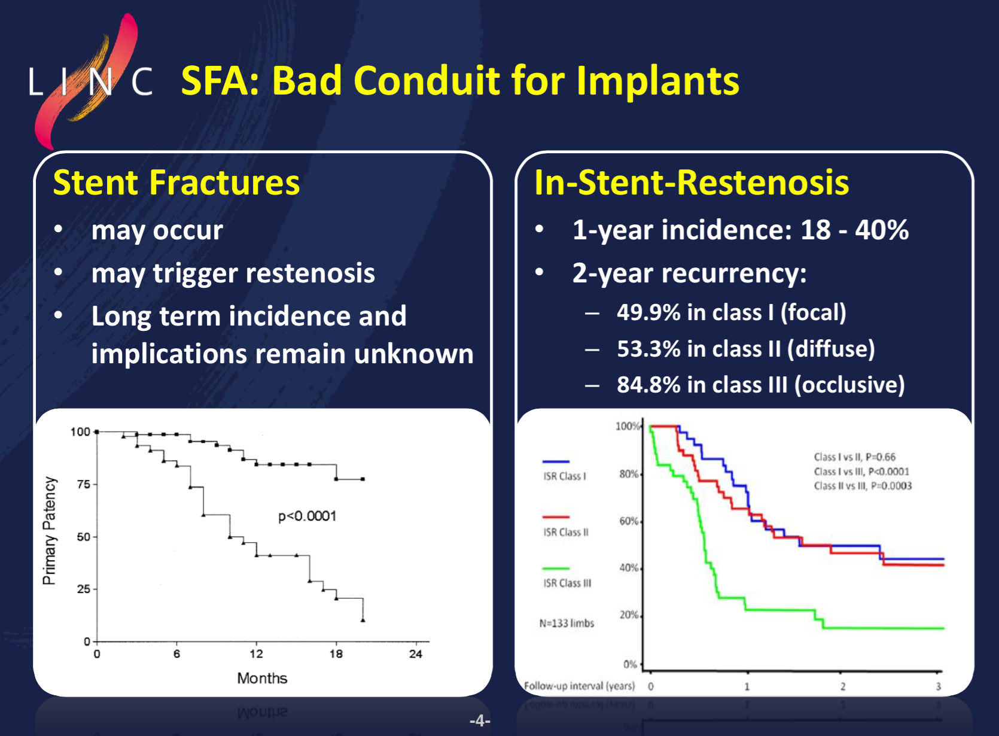 LINC
SFA: Bad Conduit for Implants
Stent Fractures
• may occur
• may trigger restenosis
• Long term incidence and
implications remain unknown
100
75
50
25
0
0 6 12 18 24
Primary Patency
p<0.0001
Months
In-Stent-Restenosis
• 1-year incidence: 18 - 40%
• 2-year recurrency:
– 49.9% in class I (focal)
– 53.3% in class II (diffuse)
– 84.8% in class III (occlusive)
ISR Class I
ISR Class II
ISR Class III
N=133 limbs
100%
80%
60%
40%
20%
0%
Class I vs II, P=0.66
Class I vs III, P<0.0001
Class II vs III, P=0.0003
Follow-up interval (years) 0 1 2 3
-4-